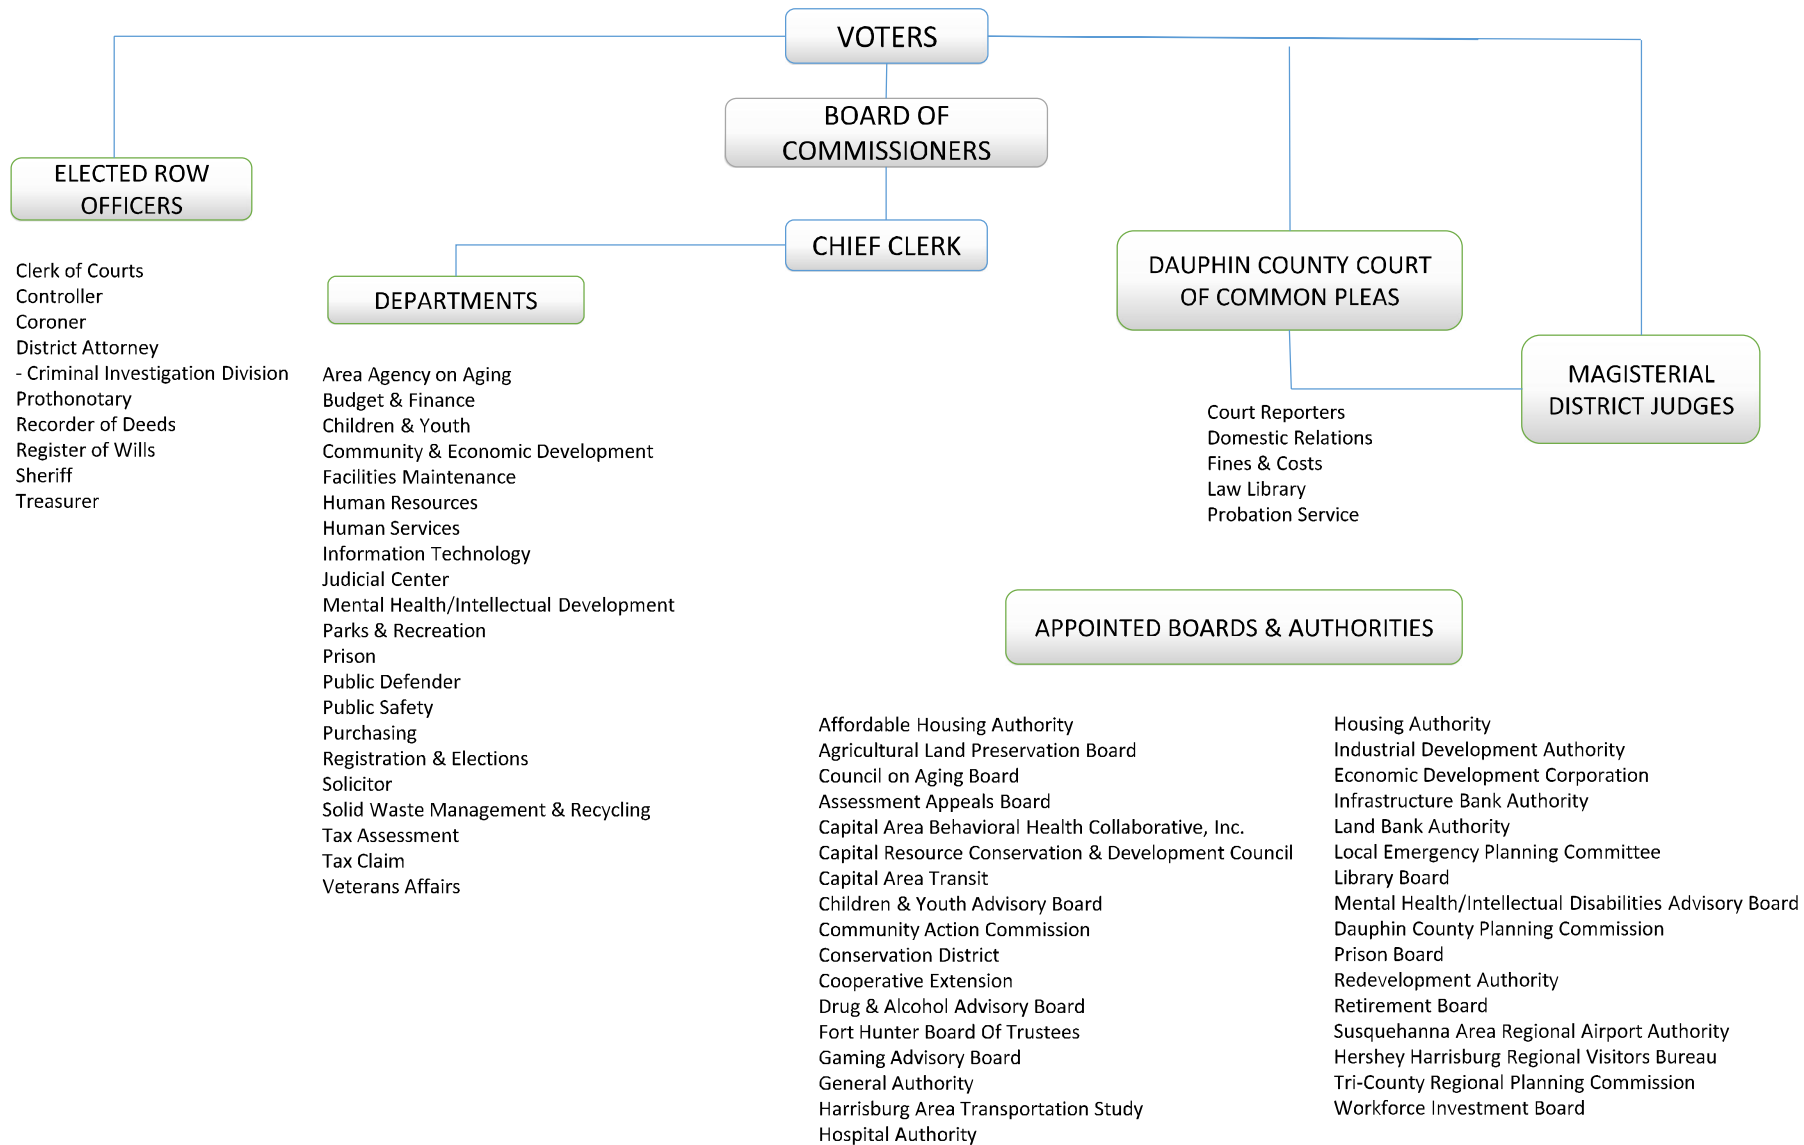 VOTERS
BOARD OF
COMMISSIONERS
ELECTED ROW
OFFICERS
CHIEF CLERK
DEPARTMENTS
DAUPHIN COUNTY COURT
OF COMMON PLEAS
MAGISTERIAL
DISTRICT JUDGES
Clerk of Courts
Controller
Coroner
District Attorney
- Criminal Investigation Division
Prothonotary
Recorder of Deeds
Register of Wills
Sheriff
Treasurer
Area Agency on Aging
Budget & Finance
Children & Youth
Community & Economic Development
Facilities Maintenance
Human Resources
Human Services
Information Technology
Judicial Center
Mental Health/Intellectual Development
Parks & Recreation
Prison
Public Defender
Public Safety
Purchasing
Registration & Elections
Solicitor
Solid Waste Management & Recycling
Tax Assessment
Tax Claim
Veterans Affairs
Court Reporters
Domestic Relations
Fines & Costs
Law Library
Probation Service
APPOINTED BOARDS & AUTHORITIES
Affordable Housing Authority
Agricultural Land Preservation Board
Council on Aging Board
Assessment Appeals Board
Capital Area Behavioral Health Collaborative, Inc.
Capital Resource Conservation & Development Council
Capital Area Transit
Children & Youth Advisory Board
Community Action Commission
Conservation District
Cooperative Extension
Drug & Alcohol Advisory Board
Fort Hunter Board Of Trustees
Gaming Advisory Board
General Authority
Harrisburg Area Transportation Study
Hospital Authority
Housing Authority
Industrial Development Authority
Economic Development Corporation
Infrastructure Bank Authority
Land Bank Authority
Local Emergency Planning Committee
Library Board
Mental Health/Intellectual Disabilities Advisory Board
Dauphin County Planning Commission
Prison Board
Redevelopment Authority
Retirement Board
Susquehanna Area Regional Airport Authority
Hershey Harrisburg Regional Visitors Bureau
Tri-County Regional Planning Commission
Workforce Investment Board